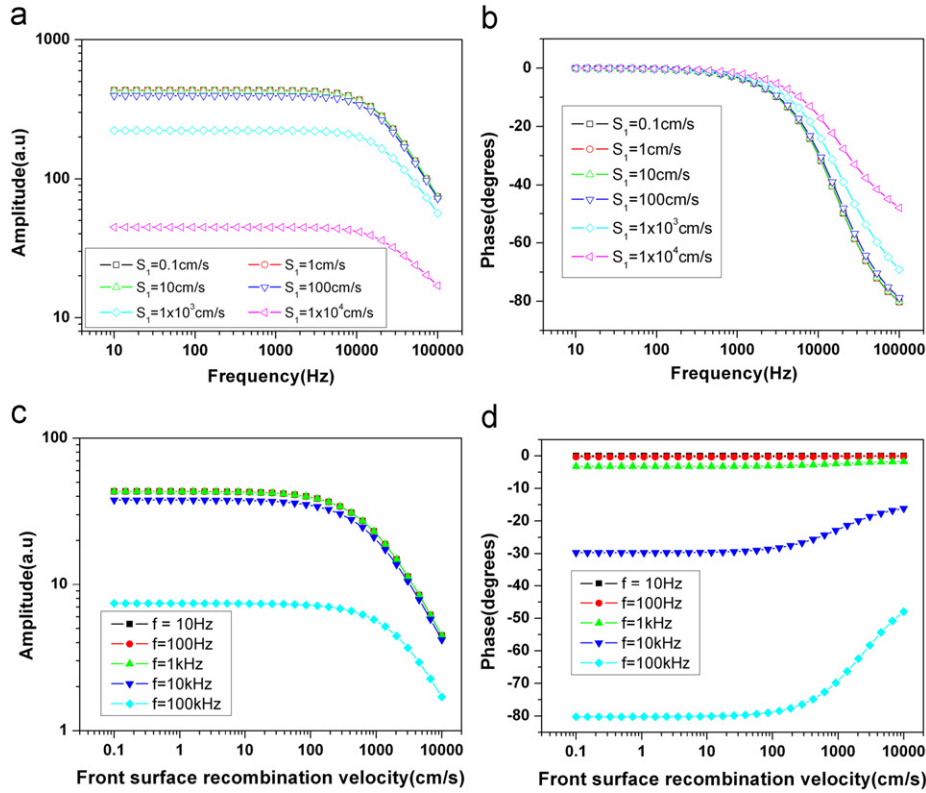 a
1000
100
10
Amplitude(a.u)
S₁=0.1cm/s S₁=1cm/s
S₁=10cm/s S₁=100cm/s
S₁=1x10³cm/s S₁=1x10⁴cm/s
10 100 1000 10000 100000
Frequency(Hz)
b
0
-20
-40
-60
-80
Phase(degrees)
S₁=0.1cm/s
S₁=1cm/s
S₁=10cm/s
S₁=100cm/s
S₁=1x10³cm/s
S₁=1x10⁴cm/s
10 100 1000 10000 100000
Frequency(Hz)
c
100
10
1
Amplitude(a.u)
f = 10Hz
f=100Hz
f=1kHz
f=10kHz
f=100kHz
0.1 1 10 100 1000 10000
Front surface recombination velocity(cm/s)
d
0
-10
-20
-30
-40
-50
-60
-70
-80
Phase(degrees)
f = 10Hz
f=100Hz
f=1kHz
f=10kHz
f=100kHz
0.1 1 10 100 1000 10000
Front surface recombination velocity(cm/s)